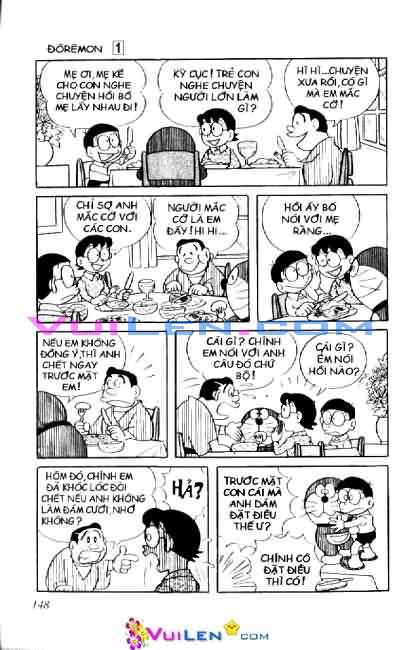 ĐÔRÊMON 1
MẸ ƠI, MẸ KỂ
CHO CON NGHE
CHUYỆN HỒI BỐ
MẸ LẤY NHAU ĐI!
KỲ CỤC! TRẺ CON
NGHE CHUYỆN
NGƯỜI LỚN LÀM
GÌ?
HĨ HĨ...CHUYỆN
XƯA RỒI, CÓ GÌ
MÀ EM MẮC
CỠ!
CHỈ SỢ ANH
MẮC CỠ VỚI
CÁC CON.
NGƯỜI MẮC
CỠ LÀ EM
ĐẤY! HI HI...
HỒI ẤY BỐ
NÓI VỚI MẸ
RẰNG...
NẾU EM KHÔNG
ĐỒNG Ý, THÌ ANH
CHẾT NGAY
TRƯỚC MẶT
EM!
CÁI GÌ? CHÍNH
EM NÓI VỚI ANH
CÂU ĐÓ CHỨ
BỘ!
CÁI GÌ?
EM NÓI
HỒI NÀO?
HÔM ĐÓ, CHÍNH EM
ĐÃ KHÓC LÓC ĐÒI
CHẾT NẾU ANH KHÔNG
LÀM ĐÁM CƯỚI, NHỚ
KHÔNG?
HẢ?
TRƯỚC MẶT
CON CÁI MÀ
ANH DÁM
ĐẶT ĐIỀU
THẾ Ư?
CHÍNH CÔ
ĐẶT ĐIỀU
THÌ CÓ!
VUILEN.COM
VUILEN.COM
148
VUILEN.COM